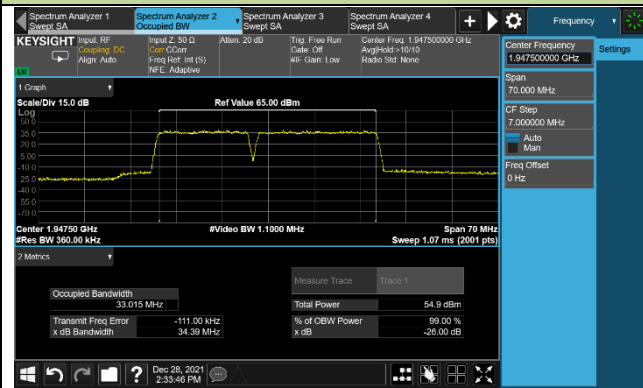 Spectrum Analyzer 1
Swept SA
Spectrum Analyzer 2
Occupied BW
Spectrum Analyzer 3
Swept SA
Spectrum Analyzer 4
Swept SA
Frequency
KEYSIGHT
Input: RF
Coupling: DC
Align: Auto
Input Z: 50 Ω
Corr CCorr
Freq Ref: Int (S)
NFE: Adaptive
Atten: 20 dB
Trig: Free Run
Gate: Off
#IF Gain: Low
Center Freq: 1.947500000 GHz
Avg|Hold:>10/10
Radio Std: None
LXI
Center Frequency
1.947500000 GHz
Settings
Span
70.000 MHz
CF Step
7.000000 MHz
Auto
Man
Freq Offset
0 Hz
1 Graph
Scale/Div 15.0 dB
Ref Value 65.00 dBm
Log
50.0
35.0
20.0
5.00
-10.0
-25.0
-40.0
-55.0
-70.0
Center 1.94750 GHz
#Video BW 1.1000 MHz
Span 70 MHz
#Res BW 360.00 kHz
Sweep 1.07 ms (2001 pts)
2 Metrics
Measure Trace
Trace 1
Occupied Bandwidth
33.015 MHz
Total Power
54.9 dBm
Transmit Freq Error
-111.00 kHz
% of OBW Power
99.00 %
x dB Bandwidth
34.39 MHz
x dB
-26.00 dB
Dec 28, 2021
2:33:46 PM